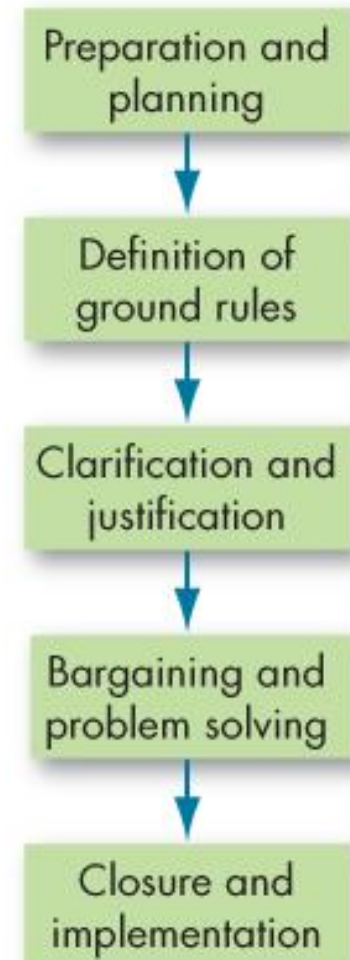 Preparation and
planning
Definition of
ground rules
Clarification and
justification
Bargaining and
problem solving
Closure and
implementation